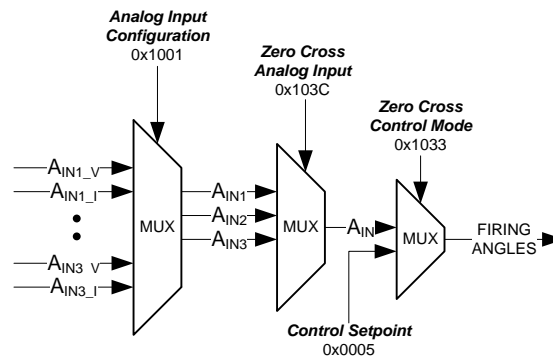 Analog Input
Configuration
0x1001
Zero Cross
Analog Input
0x103C
Zero Cross
Control Mode
0x1033
AIN1_V
AIN1_I
AIN3_V
AIN3_I
MUX
AIN1
AIN2
AIN3
MUX
AIN
MUX
FIRING
ANGLES
Control Setpoint
0x0005